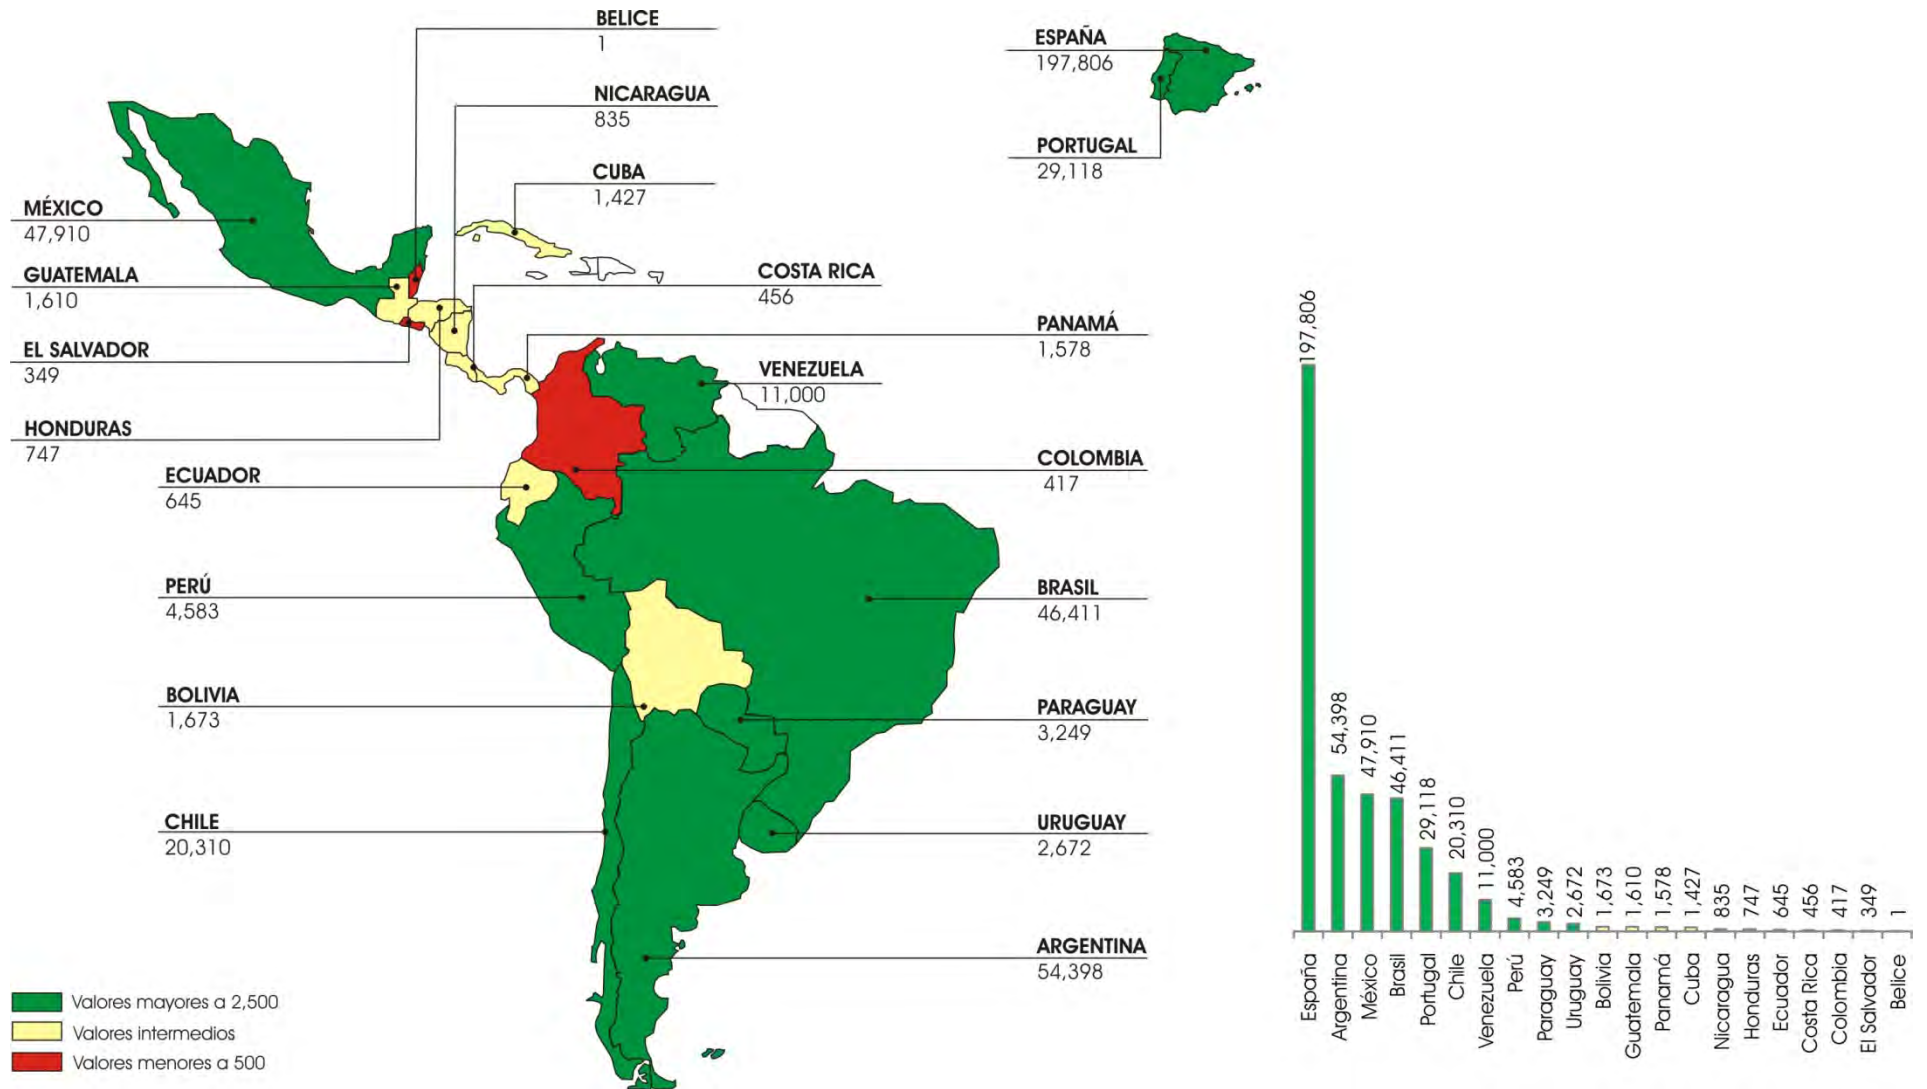 BELICE
1
NICARAGUA
835
CUBA
1,427
MÉXICO
47,910
GUATEMALA
1,610
EL SALVADOR
349
HONDURAS
747
COSTA RICA
456
PANAMÁ
1,578
VENEZUELA
11,000
COLOMBIA
417
ECUADOR
645
PERÚ
4,583
BRASIL
46,411
BOLIVIA
1,673
PARAGUAY
3,249
CHILE
20,310
URUGUAY
2,672
ARGENTINA
54,398
ESPAÑA
197,806
PORTUGAL
29,118
Valores mayores a 2,500
Valores intermedios
Valores menores a 500
197,806
54,398
47,910
46,411
29,118
20,310
11,000
4,583
3,249
2,672
1,673
1,610
1,578
1,427
835
747
645
456
417
349
1
España
Argentina
México
Brasil
Portugal
Chile
Venezuela
Perú
Paraguay
Uruguay
Bolivia
Guatemala
Panamá
Cuba
Nicaragua
Honduras
Ecuador
Costa Rica
Colombia
El Salvador
Belice